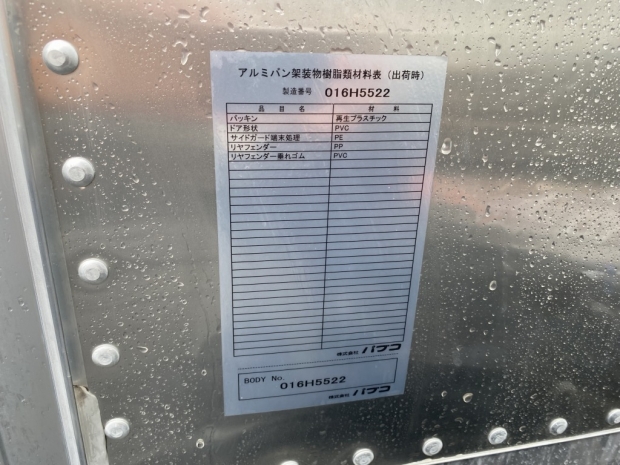 アルミバン架装物樹脂類材料表（出荷時）
製造番号 016H5522
品目名 材料
パッキン 再生プラスチック
ドア形状 PVC
サイドガード端末処理 PE
リヤフェンダー PP
リヤフェンダー垂れゴム PVC
株式会社 パブコ
BODY No. 016H5522
株式会社 パブコ